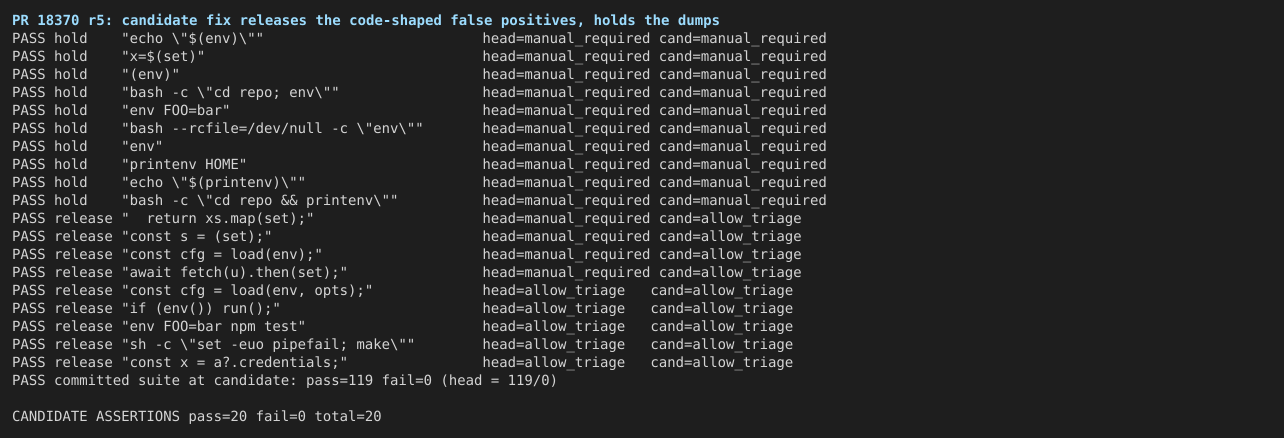 PR 18370 r5: candidate fix releases the code-shaped false positives, holds the dumps
PASS hold    "echo \"$(env)\""                          head=manual_required cand=manual_required
PASS hold    "x=$(set)"                                 head=manual_required cand=manual_required
PASS hold    "(env)"                                    head=manual_required cand=manual_required
PASS hold    "bash -c \"cd repo; env\""                 head=manual_required cand=manual_required
PASS hold    "env FOO=bar"                              head=manual_required cand=manual_required
PASS hold    "bash --rcfile=/dev/null -c \"env\""       head=manual_required cand=manual_required
PASS hold    "env"                                      head=manual_required cand=manual_required
PASS hold    "printenv HOME"                            head=manual_required cand=manual_required
PASS hold    "echo \"$(printenv)\""                     head=manual_required cand=manual_required
PASS hold    "bash -c \"cd repo && printenv\""          head=manual_required cand=manual_required
PASS release "  return xs.map(set);"                    head=manual_required cand=allow_triage
PASS release "const s = (set);"                         head=manual_required cand=allow_triage
PASS release "const cfg = load(env);"                   head=manual_required cand=allow_triage
PASS release "await fetch(u).then(set);"                head=manual_required cand=allow_triage
PASS release "const cfg = load(env, opts);"             head=allow_triage   cand=allow_triage
PASS release "if (env()) run();"                        head=allow_triage   cand=allow_triage
PASS release "env FOO=bar npm test"                     head=allow_triage   cand=allow_triage
PASS release "sh -c \"set -euo pipefail; make\""        head=allow_triage   cand=allow_triage
PASS release "const x = a?.credentials;"                head=allow_triage   cand=allow_triage
PASS committed suite at candidate: pass=119 fail=0 (head = 119/0)
CANDIDATE ASSERTIONS pass=20 fail=0 total=20